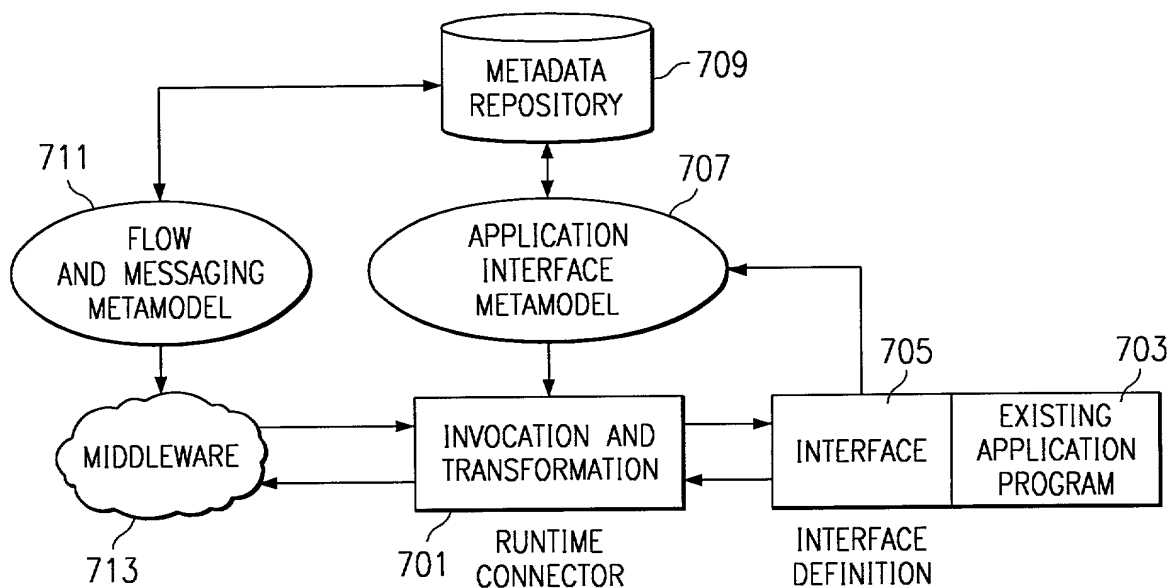 METADATA
REPOSITORY
709
711
707
FLOW
AND MESSAGING
METAMODEL
APPLICATION
INTERFACE
METAMODEL
705
703
MIDDLEWARE
INVOCATION AND
TRANSFORMATION
INTERFACE
EXISTING
APPLICATION
PROGRAM
713
701
RUNTIME
CONNECTOR
INTERFACE
DEFINITION